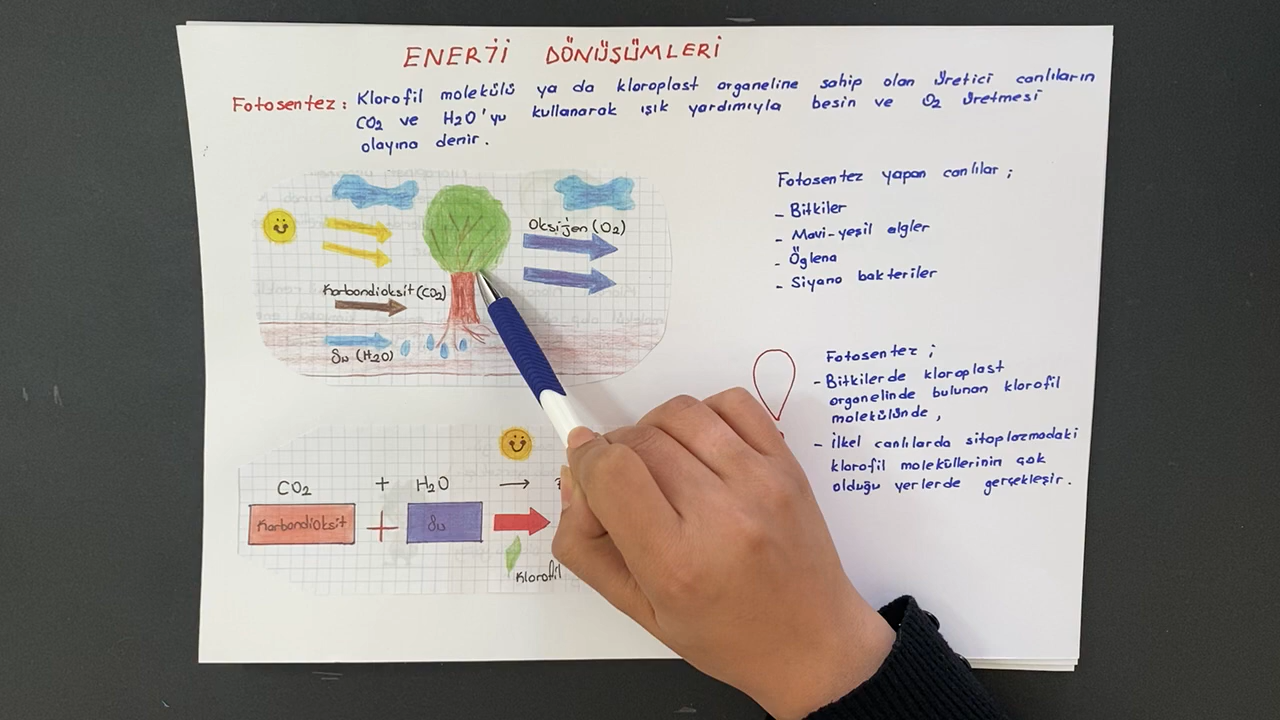 ENERJİ DÖNÜŞÜMLERİ
Fotosentez: Klorofil molekülü ya da kloroplast organeline sahip olan üretici canlıların
CO2 ve H2O'yu kullanarak ışık yardımıyla besin ve O2 üretmesi
olayına denir.
Oksijen (O2)
Karbondioksit (CO2)
Su (H2O)
CO2 + H2O →
Karbondioksit + Su
Klorofil
Fotosentez yapan canlılar;
- Bitkiler
- Mavi-yeşil algler
- Öglena
- Siyano bakteriler
Fotosentez;
- Bitkilerde kloroplast
organelinde bulunan klorofil
molekülünde,
- İlkel canlılarda sitoplazmadaki
klorofil moleküllerinin çok
olduğu yerlerde gerçekleşir.